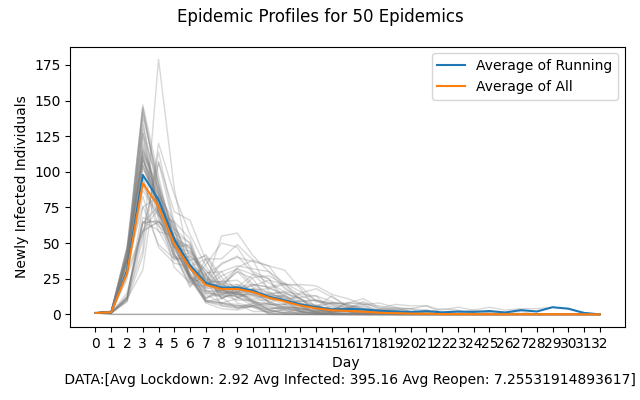 Epidemic Profiles for 50 Epidemics
Average of Running
Average of All
Newly Infected Individuals
175
150
125
100
75
50
25
0
0 1 2 3 4 5 6 7 8 9 10 11 12 13 14 15 16 17 18 19 20 21 22 23 24 25 26 27 28 29 30 31 32
Day
DATA:[Avg Lockdown: 2.92 Avg Infected: 395.16 Avg Reopen: 7.25531914893617]